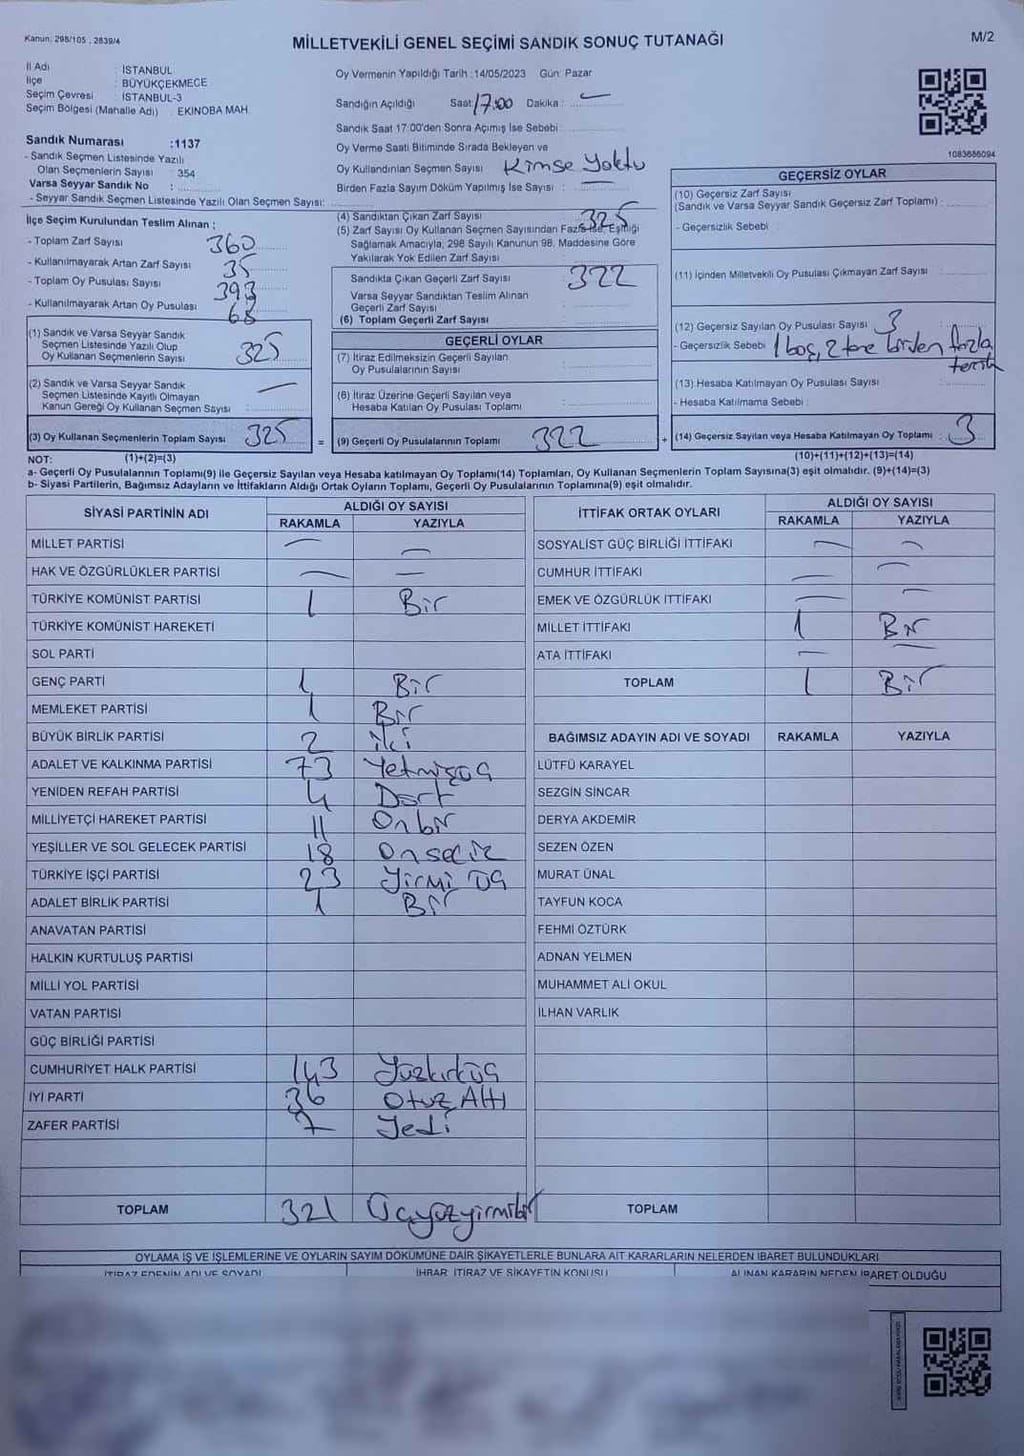 Kanun: 298/105 , 2839/4
MİLLETVEKİLİ GENEL SEÇİMİ SANDIK SONUÇ TUTANAĞI
M/2
İl Adı : İSTANBUL
İlçe : BÜYÜKÇEKMECE
Seçim Çevresi : İSTANBUL-3
Seçim Bölgesi (Mahalle Adı) : EKİNOBA MAH.
Sandık Numarası :1137
- Sandık Seçmen Listesinde Yazılı
Olan Seçmenlerin Sayısı : 354
Varsa Seyyar Sandık No :
- Seyyar Sandık Seçmen Listesinde Yazılı Olan Seçmen Sayısı:
Oy Vermenin Yapıldığı Tarih :14/05/2023 Gün: Pazar
Sandığın Açıldığı Saat: 17:00 Dakika : —
Sandık Saat 17:00'den Sonra Açımış İse Sebebi:
Oy Verme Saati Bitiminde Sırada Bekleyen ve
Oy Kullandırılan Seçmen Sayısı : Kimse Yoktu
Birden Fazla Sayım Döküm Yapılmış İse Sayısı : —
1083686094
İlçe Seçim Kurulundan Teslim Alınan :
- Toplam Zarf Sayısı 360
- Kullanılmayarak Artan Zarf Sayısı 35
- Toplam Oy Pusulası Sayısı 393
- Kullanılmayarak Artan Oy Pusulası 68
(1) Sandık ve Varsa Seyyar Sandık
Seçmen Listesinde Yazılı Olup
Oy Kullanan Seçmenlerin Sayısı 325
(2) Sandık ve Varsa Seyyar Sandık
Seçmen Listesinde Kayıtlı Olmayan
Kanun Gereği Oy Kullanan Seçmen Sayısı : —
(3) Oy Kullanan Seçmenlerin Toplam Sayısı 325
(4) Sandıktan Çıkan Zarf Sayısı 325
(5) Zarf Sayısı Oy Kullanan Seçmen Sayısından Fazla İse, Eşitliği
Sağlamak Amacıyla, 298 Sayılı Kanunun 98. Maddesine Göre
Yakılarak Yok Edilen Zarf Sayısı
Sandıkta Çıkan Geçerli Zarf Sayısı 322
Varsa Seyyar Sandıktan Teslim Alınan
Geçerli Zarf Sayısı
(6) Toplam Geçerli Zarf Sayısı
GEÇERLİ OYLAR
(7) İtiraz Edilmeksizin Geçerli Sayılan
Oy Pusulalarının Sayısı
(8) İtiraz Üzerine Geçerli Sayılan veya
Hesaba Katılan Oy Pusulası Toplamı
= (9) Geçerli Oy Pusulalarının Toplamı 322
GEÇERSİZ OYLAR
(10) Geçersiz Zarf Sayısı
(Sandık ve Varsa Seyyar Sandık Geçersiz Zarf Toplamı) :
- Geçersizlik Sebebi :
(11) İçinden Milletvekili Oy Pusulası Çıkmayan Zarf Sayısı :
(12) Geçersiz Sayılan Oy Pusulası Sayısı 3
- Geçersizlik Sebebi 1 boş, 2 tane birden fazla
(13) Hesaba Katılmayan Oy Pusulası Sayısı
- Hesaba Katılmama Sebebi :
+ (14) Geçersiz Sayılan veya Hesaba Katılmayan Oy Toplamı : 3
NOT: (1)+(2)=(3) (10)+(11)+(12)+(13)=(14)
a- Geçerli Oy Pusulalarının Toplamı(9) ile Geçersiz Sayılan veya Hesaba katılmayan Oy Toplamı(14) Toplamları, Oy Kullanan Seçmenlerin Toplam Sayısına(3) eşit olmalıdır. (9)+(14)=(3)
b- Siyasi Partilerin, Bağımsız Adayların ve İttifakların Aldığı Ortak Oyların Toplamı, Geçerli Oy Pusulalarının Toplamına(9) eşit olmalıdır.
SİYASİ PARTİNİN ADI ALDIĞI OY SAYISI
RAKAMLA YAZIYLA
MİLLET PARTİSİ — —
HAK VE ÖZGÜRLÜKLER PARTİSİ — —
TÜRKİYE KOMÜNİST PARTİSİ 1 Bir
TÜRKİYE KOMÜNİST HAREKETİ
SOL PARTİ
GENÇ PARTİ 1 Bir
MEMLEKET PARTİSİ 1 Bir
BÜYÜK BİRLİK PARTİSİ 2 iki
ADALET VE KALKINMA PARTİSİ 73 Yetmişüç
YENİDEN REFAH PARTİSİ 4 Dört
MİLLİYETÇİ HAREKET PARTİSİ 11 Onbir
YEŞİLLER VE SOL GELECEK PARTİSİ 18 Onsekiz
TÜRKİYE İŞÇİ PARTİSİ 23 Yirmi Üç
ADALET BİRLİK PARTİSİ 1 Bir
ANAVATAN PARTİSİ
HALKIN KURTULUŞ PARTİSİ
MİLLİ YOL PARTİSİ
VATAN PARTİSİ
GÜÇ BİRLİĞİ PARTİSİ
CUMHURİYET HALK PARTİSİ 143 Yüzkırküç
İYİ PARTİ 36 Otuz Altı
ZAFER PARTİSİ 7 Yedi
TOPLAM 321 Üçyüzyirmibir
İTTİFAK ORTAK OYLARI ALDIĞI OY SAYISI
RAKAMLA YAZIYLA
SOSYALİST GÜÇ BİRLİĞİ İTTİFAKI — —
CUMHUR İTTİFAKI — —
EMEK VE ÖZGÜRLÜK İTTİFAKI — —
MİLLET İTTİFAKI 1 Bir
ATA İTTİFAKI — —
TOPLAM 1 Bir
BAĞIMSIZ ADAYIN ADI VE SOYADI RAKAMLA YAZIYLA
LÜTFÜ KARAYEL
SEZGİN SİNCAR
DERYA AKDEMİR
SEZEN ÖZEN
MURAT ÜNAL
TAYFUN KOCA
FEHMİ ÖZTÜRK
ADNAN YELMEN
MUHAMMET ALİ OKUL
İLHAN VARLIK
TOPLAM
OYLAMA İŞ VE İŞLEMLERİNE VE OYLARIN SAYIM DÖKÜMÜNE DAİR ŞİKAYETLERLE BUNLARA AİT KARARLARIN NELERDEN İBARET BULUNDUKLARI
İTİRAZ EDENİN ADI VE SOYADI İHBAR İTİRAZ VE ŞİKAYETİN KONUSU ALINAN KARARIN NEDEN İBARET OLDUĞU